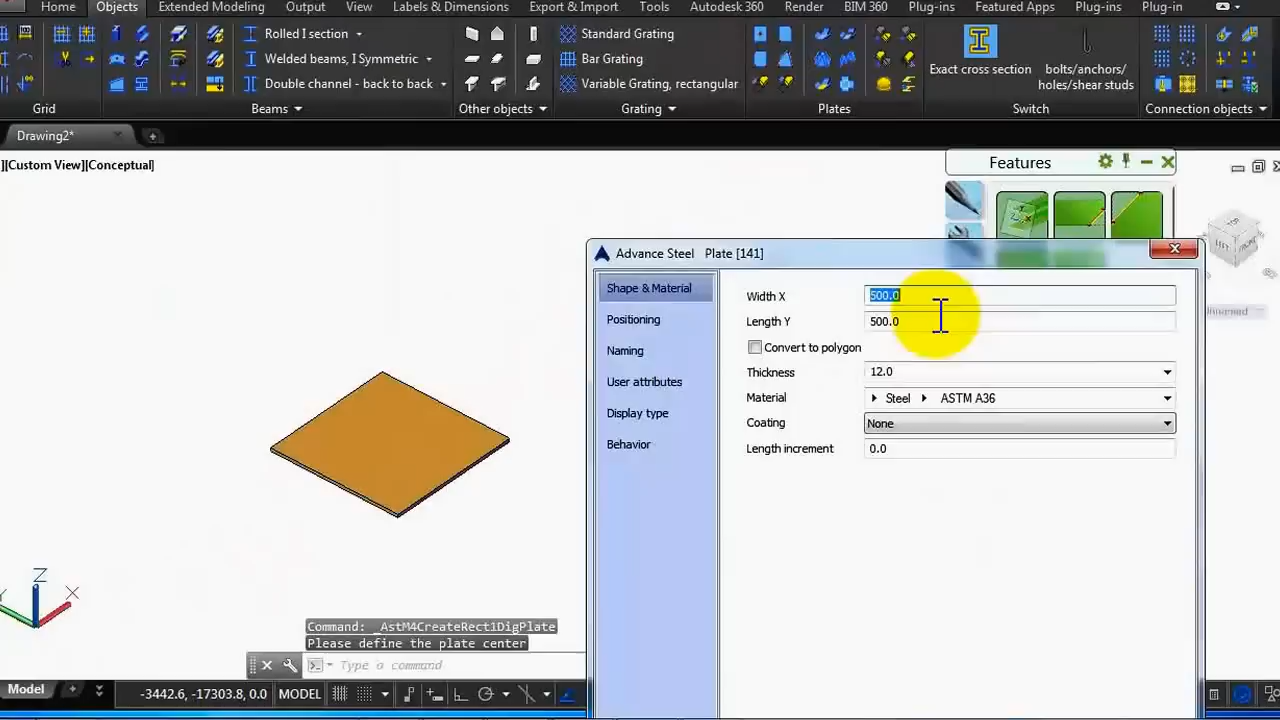 Home Objects Extended Modeling Output View Labels & Dimensions Export & Import Tools Autodesk 360 Render BIM 360 Plug-ins Featured Apps Plug-ins Plug-in
Rolled I section Standard Grating
Welded beams, I Symmetric Bar Grating
Exact cross section bolts/anchors/
Double channel - back to back Variable Grating, rectangular holes/shear studs
Grid Beams Other objects Grating Plates Switch Connection objects
Drawing2*
][Custom View][Conceptual]
Features
TOP
LEFT FRONT
Advance Steel Plate [141]
Shape & Material
Width X 500.0
Positioning
Length Y 500.0
Naming
Convert to polygon
Thickness 12.0
User attributes
Material Steel ASTM A36
Display type
Coating None
Behavior
Length increment 0.0
Z
Y X
Command: _AstM4CreateRect1DigPlate
Please define the plate center
Type a command
Model -3442.6, -17303.8, 0.0 MODEL